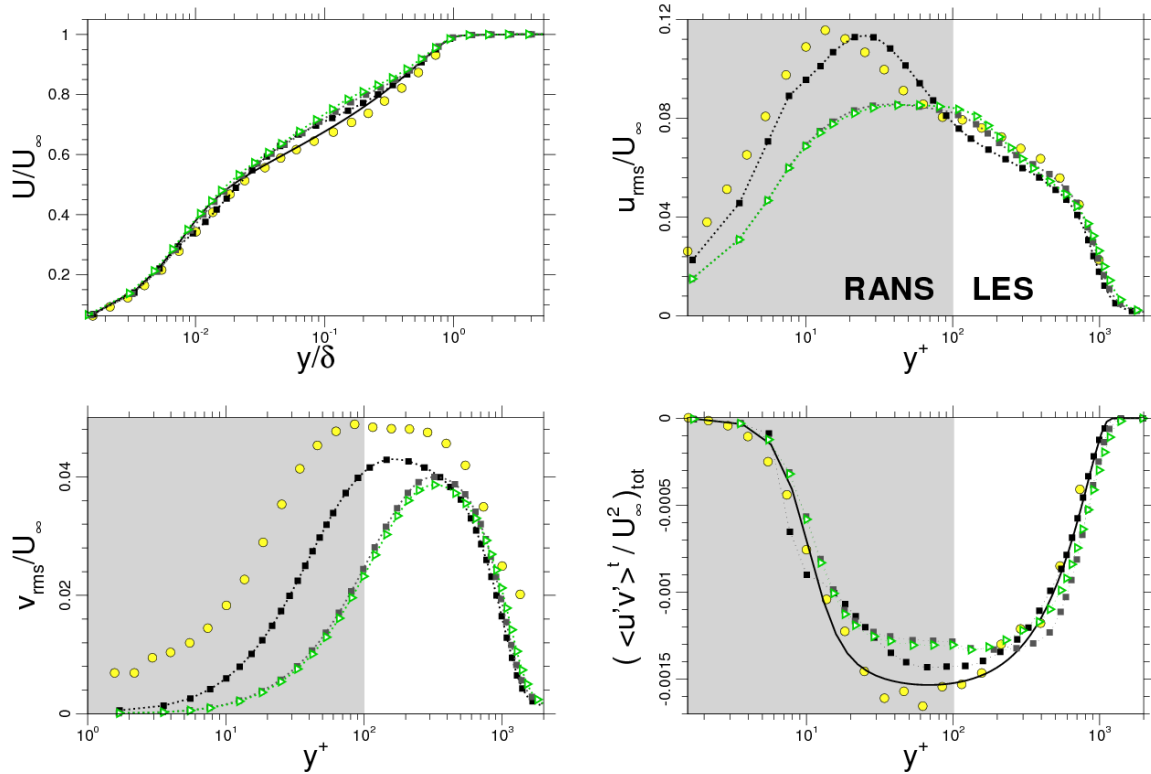 U/U∞
1
0.8
0.6
0.4
0.2
10⁻²
10⁻¹
10⁰
y/δ
u_rms/U∞
0.12
0.08
0.04
0
RANS
LES
10¹
10²
10³
y⁺
v_rms/U∞
0.04
0.02
0
10⁰
10¹
10²
10³
y⁺
( <u'v'>ᵗ / U²∞ )_tot
0
-0.0005
-0.001
-0.0015
10¹
10²
10³
y⁺